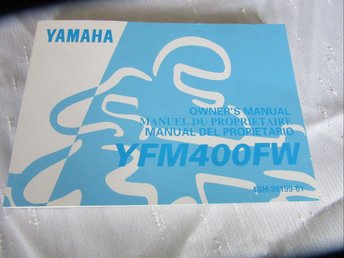 YAMAHA
OWNER'S MANUAL
MANUEL DU PROPRIETAIRE
MANUAL DEL PROPIETARIO
YFM400FW
4SH-28199-61